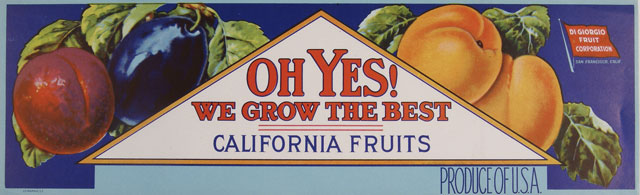 OH YES!
WE GROW THE BEST
CALIFORNIA FRUITS
DI GIORGIO
FRUIT
CORPORATION
SAN FRANCISCO, CALIF.
PRODUCE OF U.S.A.